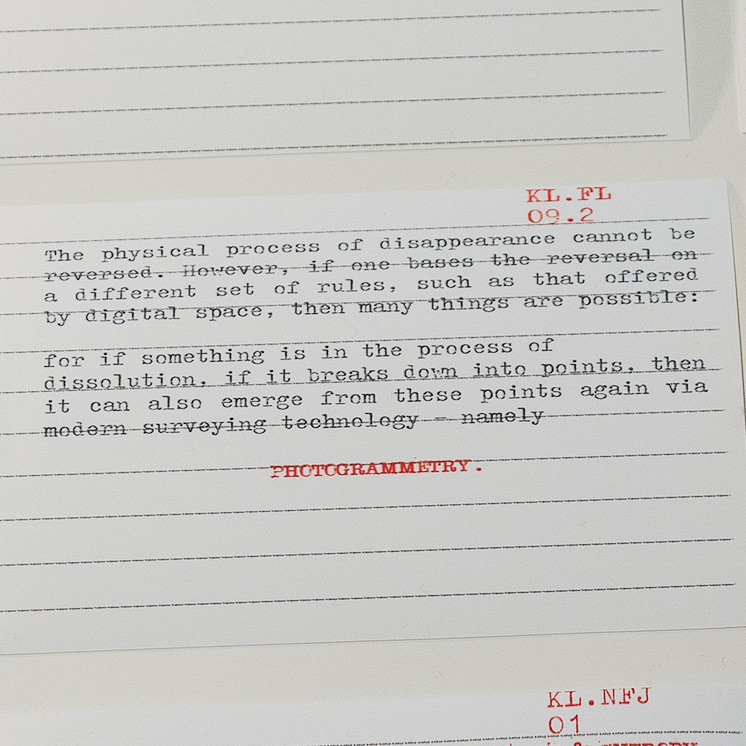 KL.FL
09.2
The physical process of disappearance cannot be
reversed. However, if one bases the reversal on
a different set of rules, such as that offered
by digital space, then many things are possible:
for if something is in the process of
dissolution, if it breaks down into points, then
it can also emerge from these points again via
modern surveying technology – namely
PHOTOGRAMMETRY.
KL.NFJ
01